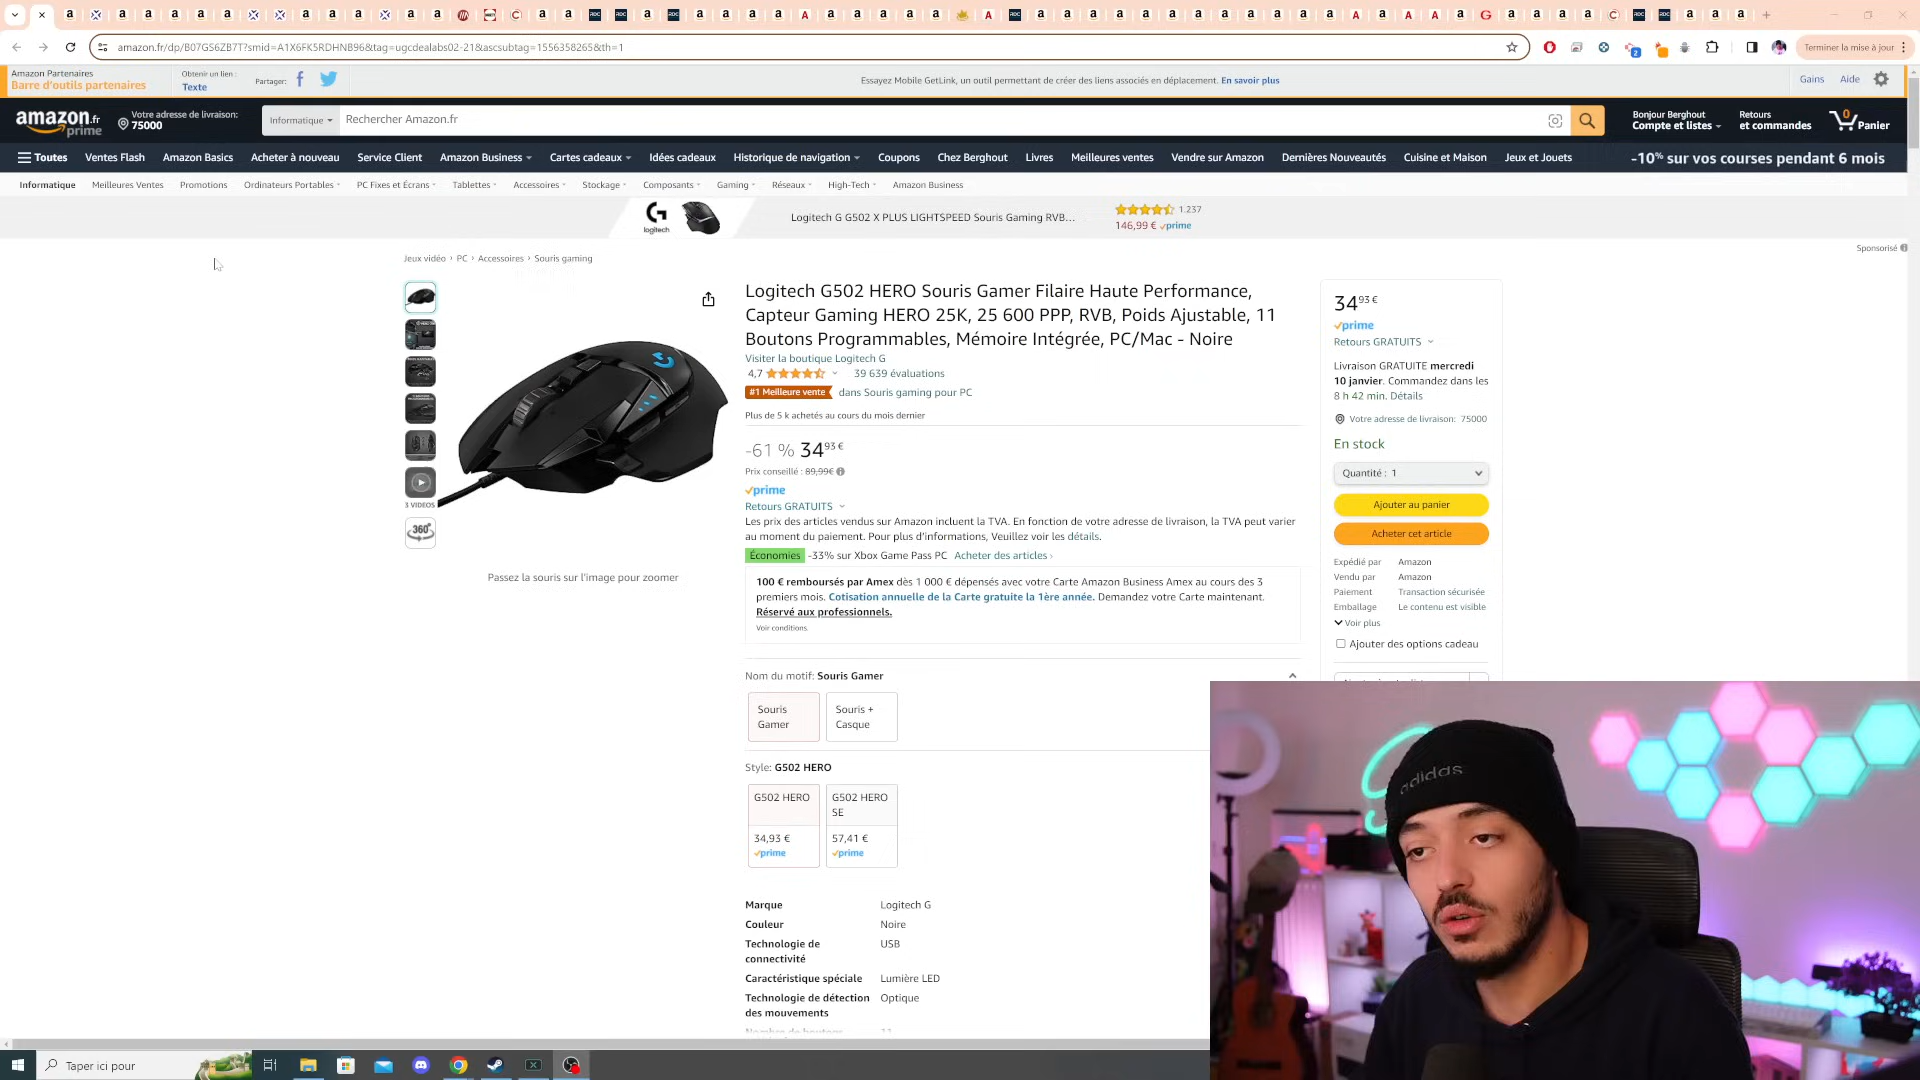 amazon.fr/dp/B07GS6ZB7T?smid=A1X6FK5RDHNB96&tag=ugcdealabs02-21&ascsubtag=1556358265&th=1
Terminer la mise à jour
Amazon Partenaires
Barre d'outils partenaires
Obtenir un lien :
Texte
Partager:
Essayez Mobile GetLink, un outil permettant de créer des liens associés en déplacement. En savoir plus
Gains
Aide
amazon.fr
prime
Votre adresse de livraison:
75000
Informatique
Rechercher Amazon.fr
Bonjour Berghout
Compte et listes
Retours
et commandes
0
Panier
Toutes
Ventes Flash
Amazon Basics
Acheter à nouveau
Service Client
Amazon Business
Cartes cadeaux
Idées cadeaux
Historique de navigation
Coupons
Chez Berghout
Livres
Meilleures ventes
Vendre sur Amazon
Dernières Nouveautés
Cuisine et Maison
Jeux et Jouets
-10% sur vos courses pendant 6 mois
Informatique
Meilleures Ventes
Promotions
Ordinateurs Portables
PC Fixes et Écrans
Tablettes
Accessoires
Stockage
Composants
Gaming
Réseaux
High-Tech
Amazon Business
logitech
Logitech G G502 X PLUS LIGHTSPEED Souris Gaming RVB...
1.237
146,99 € prime
Sponsorisé
Jeux vidéo › PC › Accessoires › Souris gaming
Logitech G502 HERO Souris Gamer Filaire Haute Performance,
Capteur Gaming HERO 25K, 25 600 PPP, RVB, Poids Ajustable, 11
Boutons Programmables, Mémoire Intégrée, PC/Mac - Noire
Visiter la boutique Logitech G
4,7
39 639 évaluations
#1 Meilleure vente
dans Souris gaming pour PC
Plus de 5 k achetés au cours du mois dernier
-61 % 34,93 €
Prix conseillé : 89,99€
prime
Retours GRATUITS
Les prix des articles vendus sur Amazon incluent la TVA. En fonction de votre adresse de livraison, la TVA peut varier
au moment du paiement. Pour plus d'informations, Veuillez voir les détails.
Économies -33% sur Xbox Game Pass PC Acheter des articles ›
100 € remboursés par Amex dès 1 000 € dépensés avec votre Carte Amazon Business Amex au cours des 3
premiers mois. Cotisation annuelle de la Carte gratuite la 1ère année. Demandez votre Carte maintenant.
Réservé aux professionnels.
Voir conditions.
3 VIDEOS
360°
Passez la souris sur l'image pour zoomer
Nom du motif: Souris Gamer
Souris
Gamer
Souris +
Casque
Style: G502 HERO
G502 HERO
34,93 €
prime
G502 HERO
SE
57,41 €
prime
Marque Logitech G
Couleur Noire
Technologie de
connectivité
USB
Caractéristique spéciale Lumière LED
Technologie de détection
des mouvements
Optique
34,93 €
prime
Retours GRATUITS
Livraison GRATUITE mercredi
10 janvier. Commandez dans les
8 h 42 min. Détails
Votre adresse de livraison: 75000
En stock
Quantité : 1
Ajouter au panier
Acheter cet article
Expédié par Amazon
Vendu par Amazon
Paiement Transaction sécurisée
Emballage Le contenu est visible
Voir plus
Ajouter des options cadeau
adidas
Taper ici pour